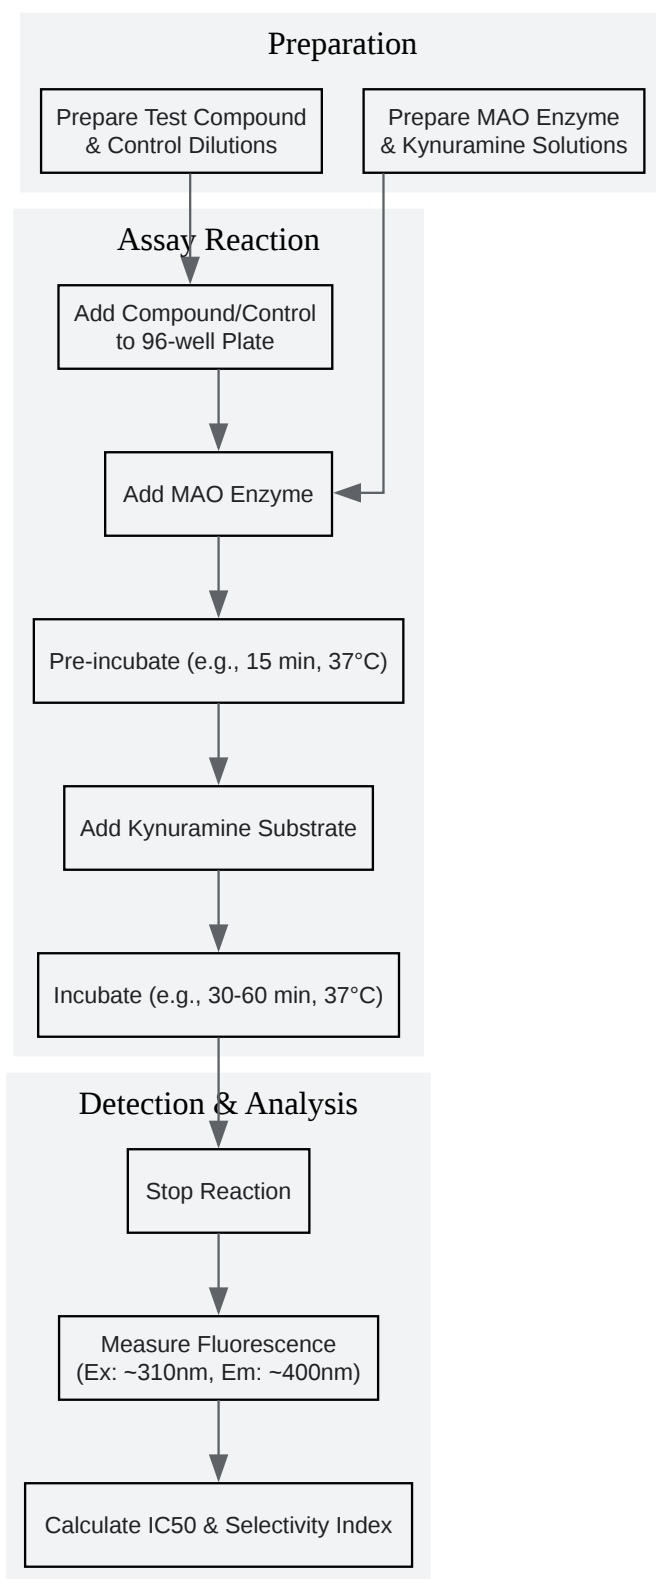 Preparation
Prepare Test Compound
& Control Dilutions
Prepare MAO Enzyme
& Kynuramine Solutions
Assay Reaction
Add Compound/Control
to 96-well Plate
Add MAO Enzyme
Pre-incubate (e.g., 15 min, 37°C)
Add Kynuramine Substrate
Incubate (e.g., 30-60 min, 37°C)
Detection & Analysis
Stop Reaction
Measure Fluorescence
(Ex: ~310nm, Em: ~400nm)
Calculate IC50 & Selectivity Index